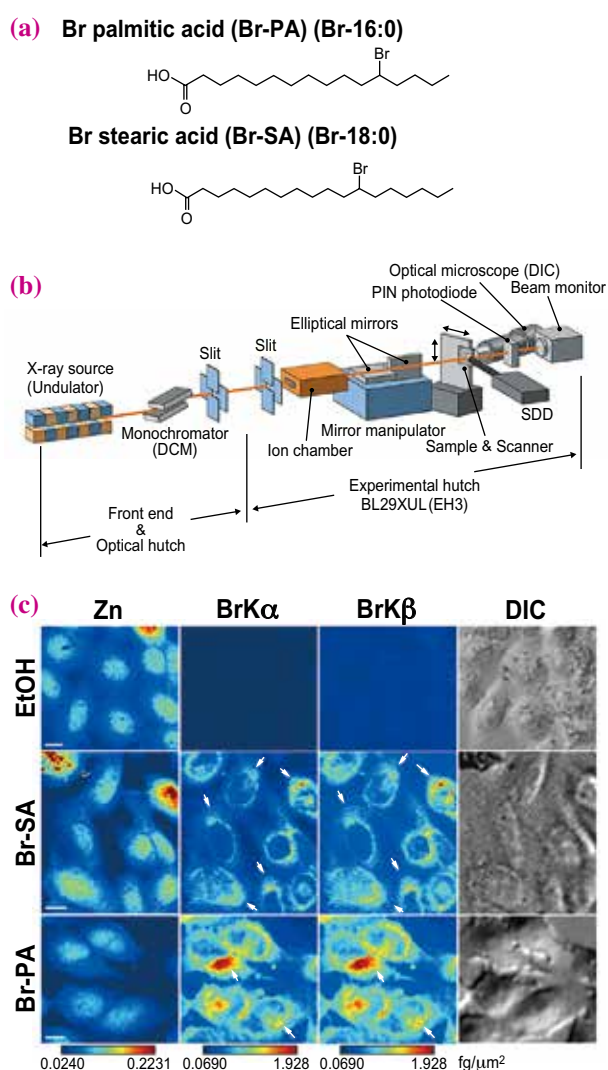 (a) Br palmitic acid (Br-PA) (Br-16:0)
Br
HO
O
Br stearic acid (Br-SA) (Br-18:0)
Br
HO
O
(b)
Optical microscope (DIC)
PIN photodiode
Beam monitor
Elliptical mirrors
Slit
Slit
X-ray source
(Undulator)
Monochromator
(DCM)
Ion chamber
Mirror manipulator
SDD
Sample & Scanner
Experimental hutch
BL29XUL (EH3)
Front end
&
Optical hutch
(c)
Zn BrKα BrKβ DIC
EtOH
Br-SA
Br-PA
0.0240 0.2231 0.0690 1.928 0.0690 1.928 fg/μm²